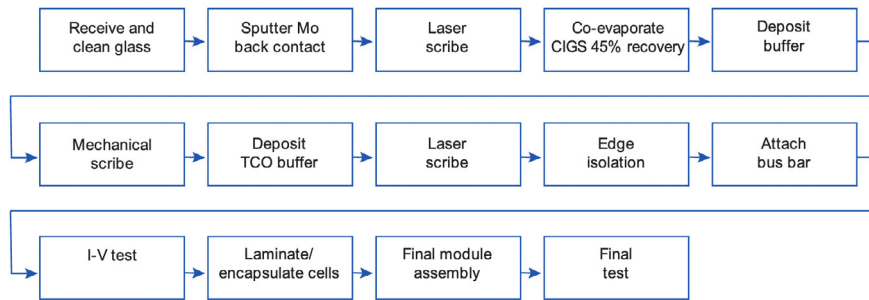 Receive and
clean glass
Sputter Mo
back contact
Laser
scribe
Co-evaporate
CIGS 45% recovery
Deposit
buffer
Mechanical
scribe
Deposit
TCO buffer
Laser
scribe
Edge
isolation
Attach
bus bar
I-V test
Laminate/
encapsulate cells
Final module
assembly
Final
test